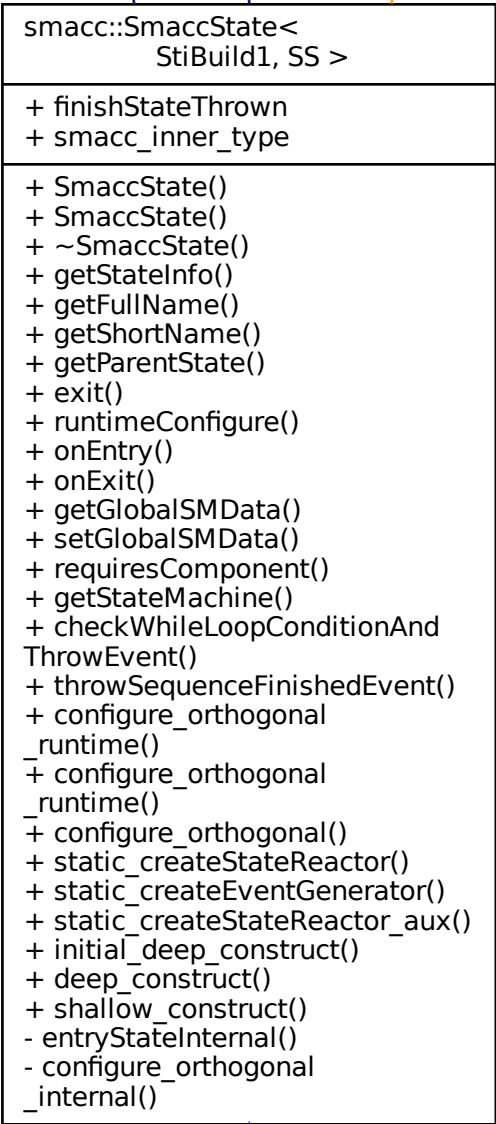 smacc::SmaccState<
StiBuild1, SS >
+ finishStateThrown
+ smacc_inner_type
+ SmaccState()
+ SmaccState()
+ ~SmaccState()
+ getStateInfo()
+ getFullName()
+ getShortName()
+ getParentState()
+ exit()
+ runtimeConfigure()
+ onEntry()
+ onExit()
+ getGlobalSMData()
+ setGlobalSMData()
+ requiresComponent()
+ getStateMachine()
+ checkWhileLoopConditionAnd
ThrowEvent()
+ throwSequenceFinishedEvent()
+ configure_orthogonal
_runtime()
+ configure_orthogonal
_runtime()
+ configure_orthogonal()
+ static_createStateReactor()
+ static_createEventGenerator()
+ static_createStateReactor_aux()
+ initial_deep_construct()
+ deep_construct()
+ shallow_construct()
- entryStateInternal()
- configure_orthogonal
_internal()